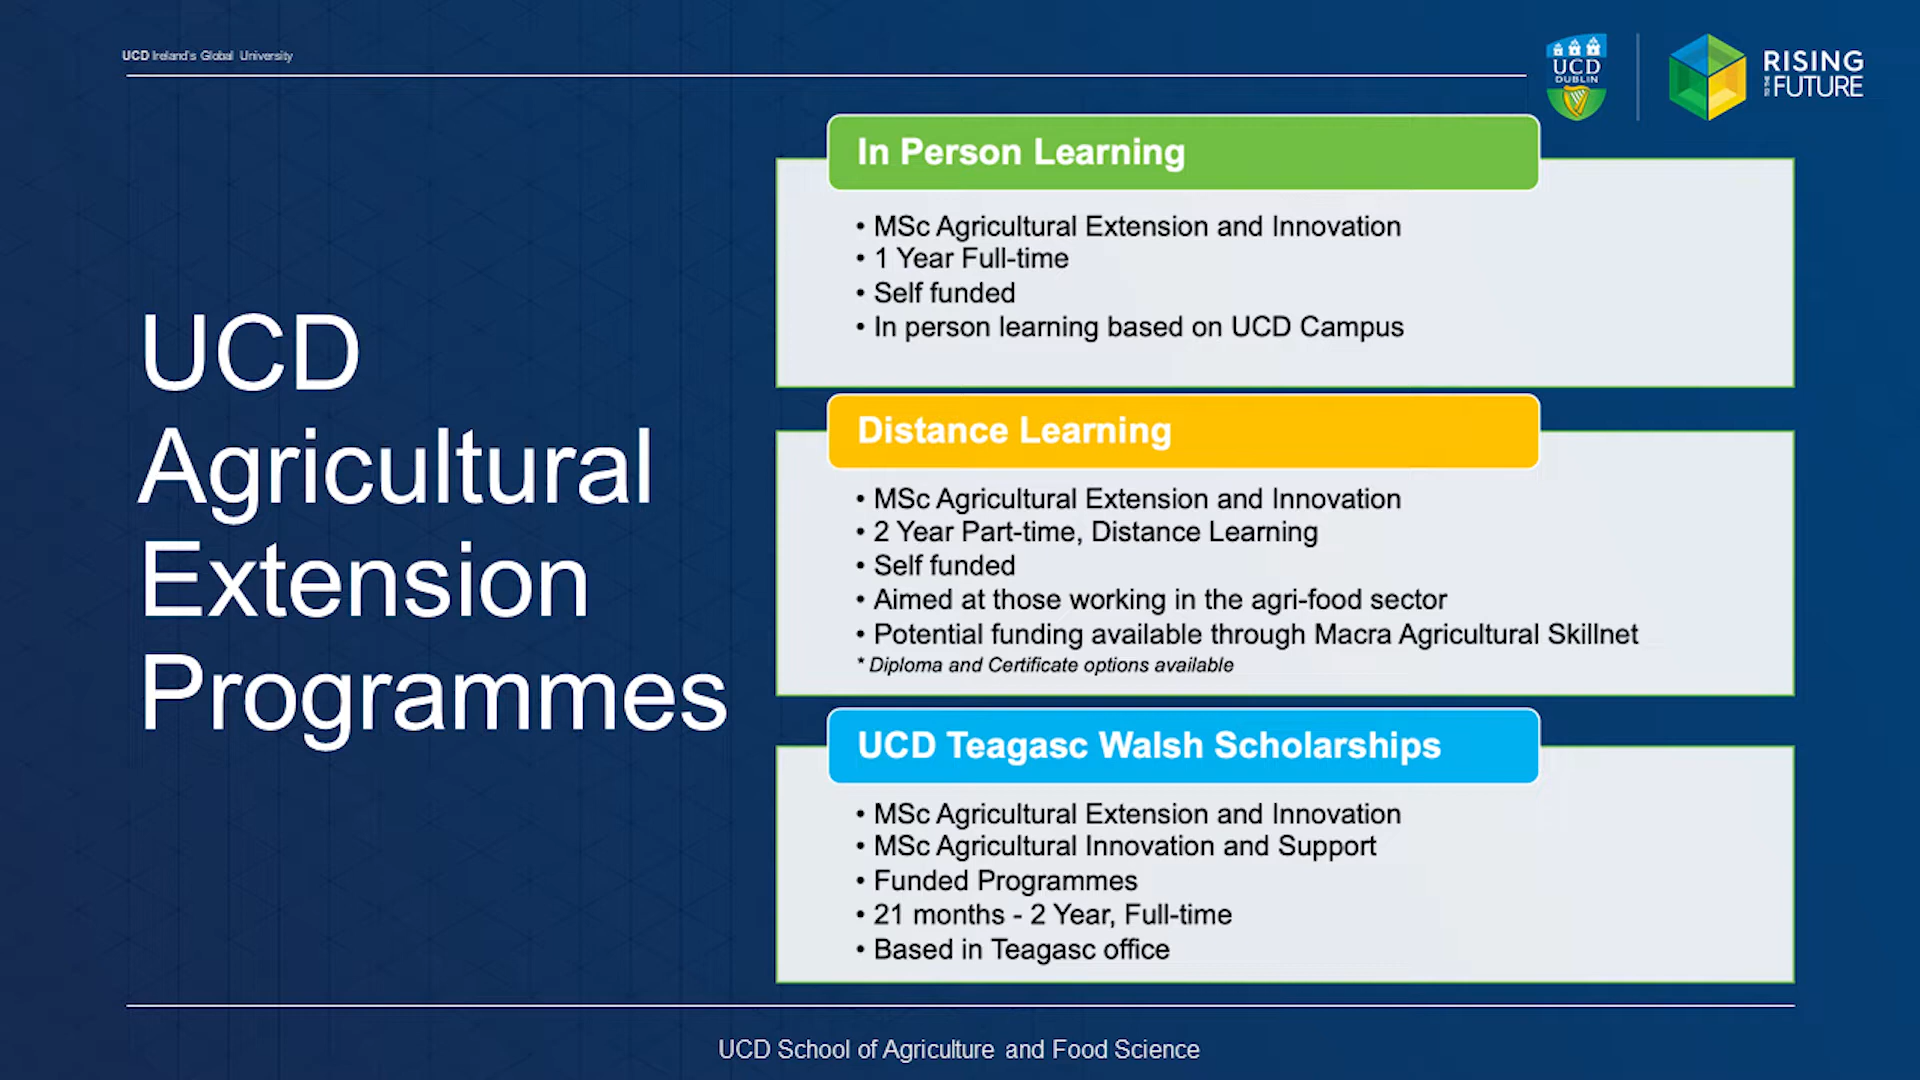 UCD Ireland's Global University
UCD
DUBLIN
RISING
TO THE FUTURE
UCD
Agricultural
Extension
Programmes
In Person Learning
• MSc Agricultural Extension and Innovation
• 1 Year Full-time
• Self funded
• In person learning based on UCD Campus
Distance Learning
• MSc Agricultural Extension and Innovation
• 2 Year Part-time, Distance Learning
• Self funded
• Aimed at those working in the agri-food sector
• Potential funding available through Macra Agricultural Skillnet
* Diploma and Certificate options available
UCD Teagasc Walsh Scholarships
• MSc Agricultural Extension and Innovation
• MSc Agricultural Innovation and Support
• Funded Programmes
• 21 months - 2 Year, Full-time
• Based in Teagasc office
UCD School of Agriculture and Food Science